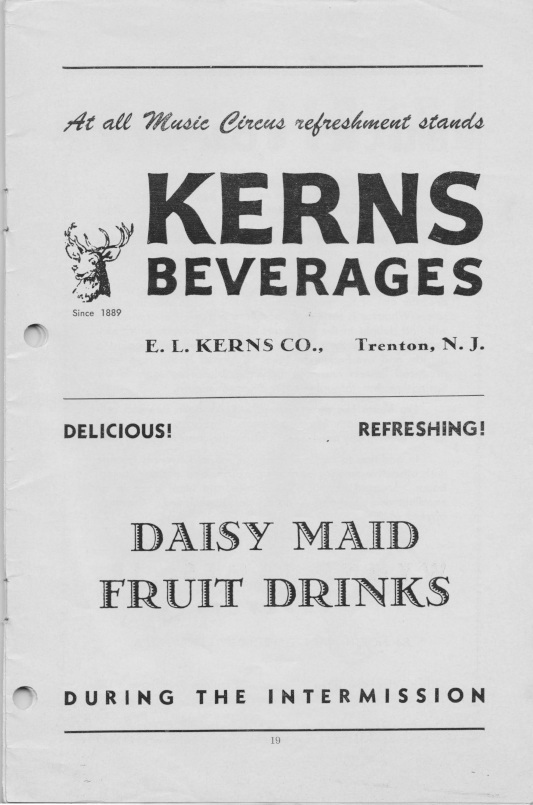 At all Music Circus refreshment stands
KERNS
BEVERAGES
Since 1889
E. L. KERNS CO., Trenton, N. J.
DELICIOUS! REFRESHING!
DAISY MAID
FRUIT DRINKS
DURING THE INTERMISSION
19